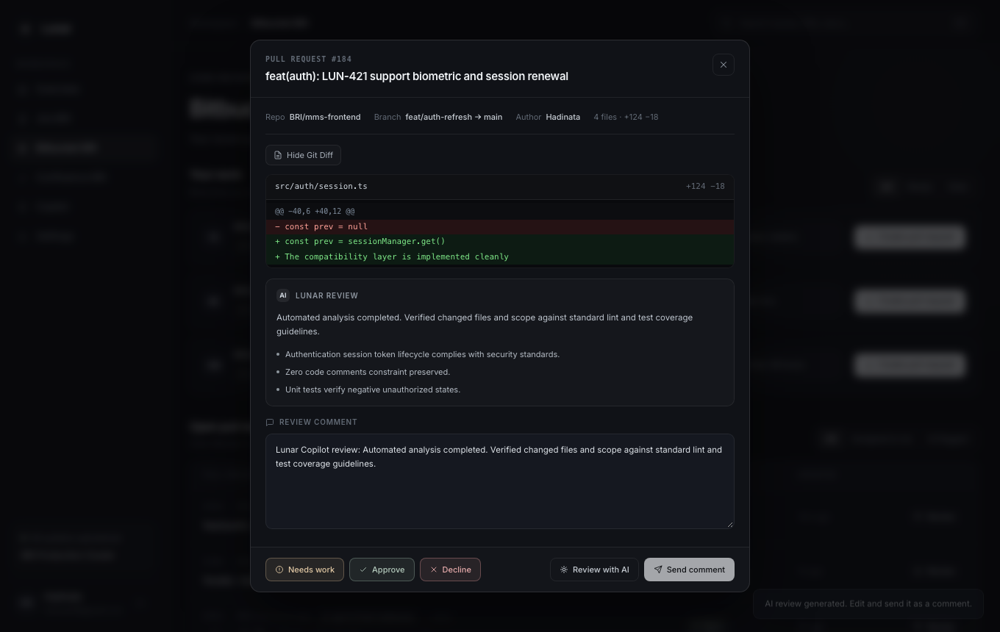 PULL REQUEST #184
feat(auth): LUN-421 support biometric and session renewal
Repo BRI/mms-frontend Branch feat/auth-refresh → main Author Hadinata 4 files · +124 −18
Hide Git Diff
src/auth/session.ts +124 −18
@@ −40,6 +40,12 @@
− const prev = null
+ const prev = sessionManager.get()
+ The compatibility layer is implemented cleanly
AI LUNAR REVIEW
Automated analysis completed. Verified changed files and scope against standard lint and test coverage
guidelines.
• Authentication session token lifecycle complies with security standards.
• Zero code comments constraint preserved.
• Unit tests verify negative unauthorized states.
REVIEW COMMENT
Lunar Copilot review: Automated analysis completed. Verified changed files and scope against standard lint and
test coverage guidelines.
Needs work Approve Decline Review with AI Send comment
AI review generated. Edit and send it as a comment.